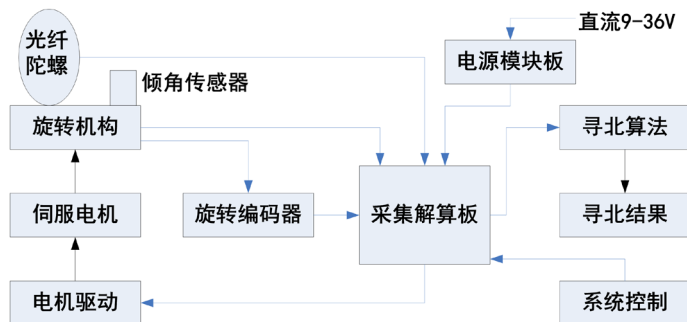 直流9-36V
光纤
陀螺
电源模块板
倾角传感器
旋转机构
寻北算法
伺服电机
旋转编码器
采集解算板
寻北结果
电机驱动
系统控制